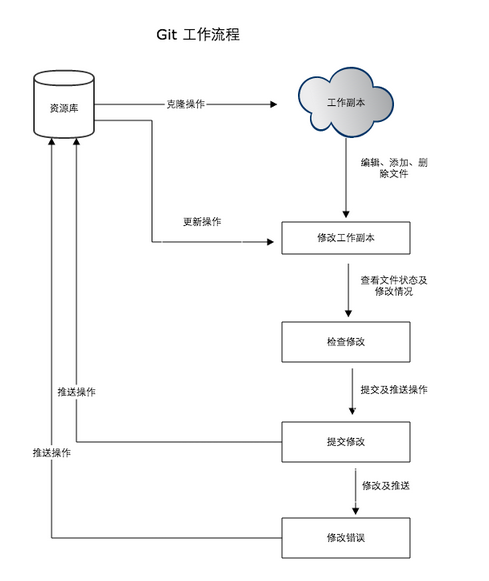 Git 工作流程
资源库
克隆操作
工作副本
编辑、添加、删
除文件
更新操作
修改工作副本
查看文件状态及
修改情况
检查修改
推送操作
提交及推送操作
提交修改
推送操作
修改及推送
修改错误